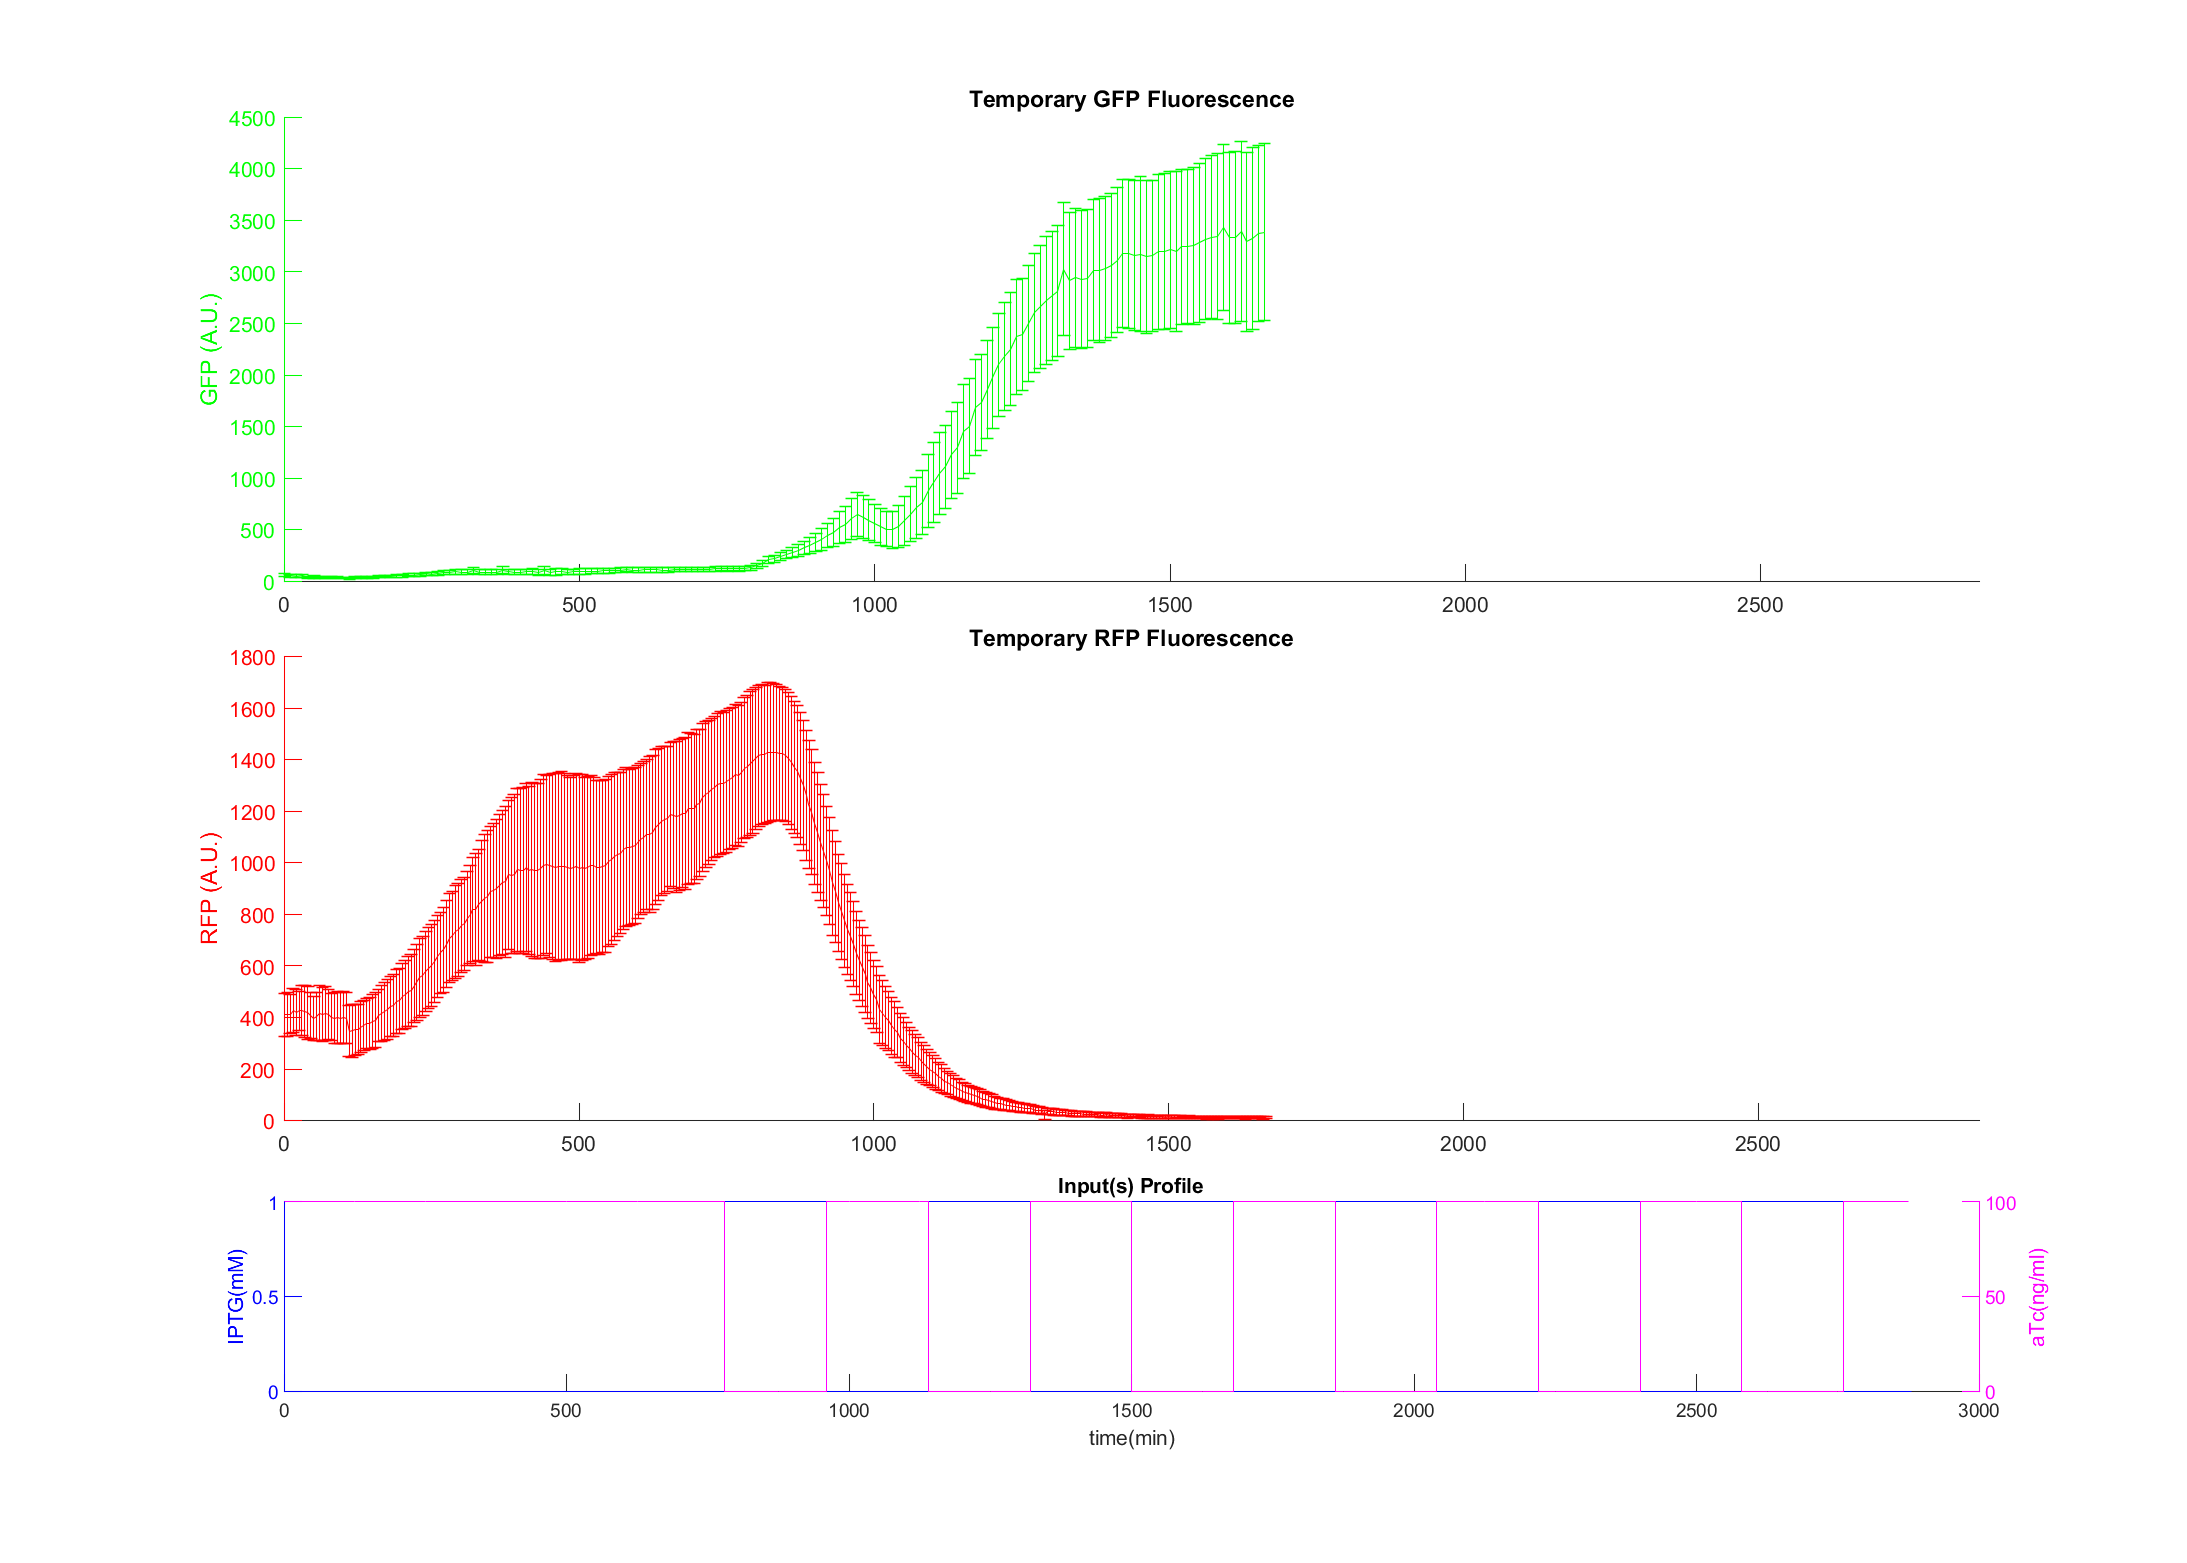 Temporary GFP Fluorescence
4500
4000
3500
3000
2500
2000
1500
1000
500
0
GFP (A.U.)
0 500 1000 1500 2000 2500
Temporary RFP Fluorescence
1800
1600
1400
1200
1000
800
600
400
200
0
RFP (A.U.)
0 500 1000 1500 2000 2500
Input(s) Profile
1
0.5
0
IPTG(mM)
100
50
0
aTc(ng/ml)
0 500 1000 1500 2000 2500 3000
time(min)